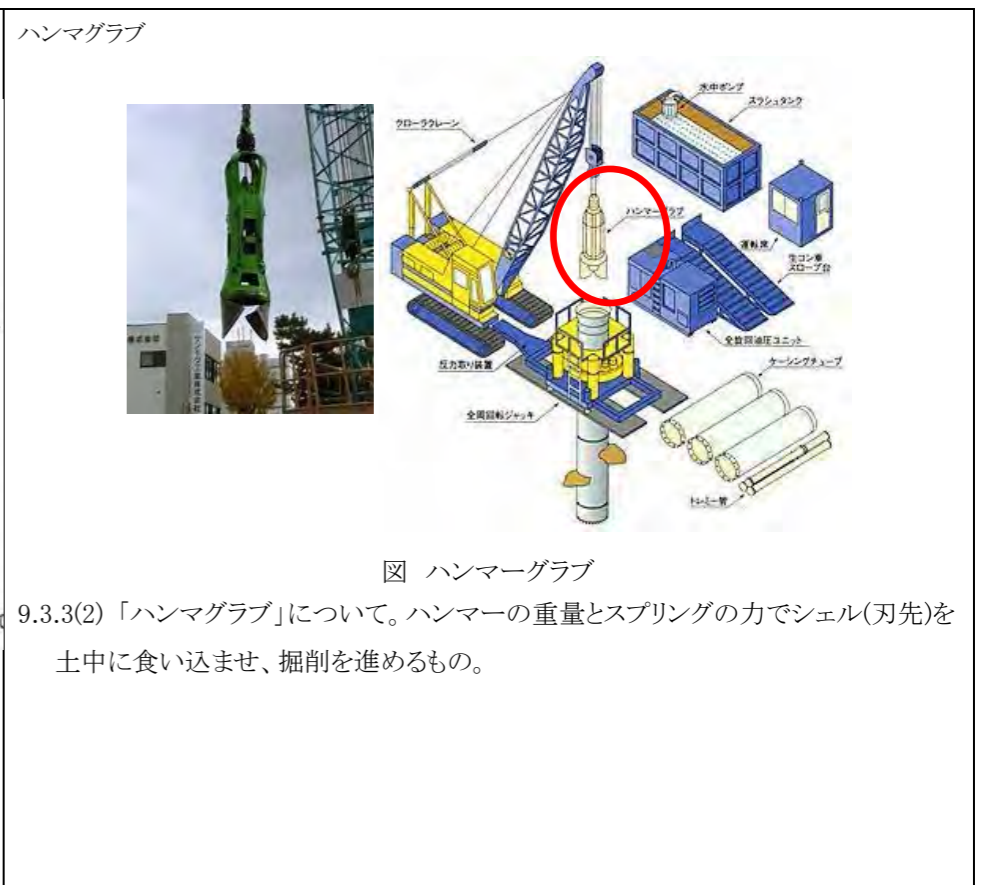 ハンマグラブ
水中ポンプ
スラッシュタンク
クローラクレーン
ハンマーグラブ
運転席
生コン車
スロープ台
全旋回油圧ユニット
ケーシングチューブ
反力取り装置
全周回転ジャッキ
トレミー管
株式会社
図 ハンマーグラブ
9.3.3(2) 「ハンマグラブ」について。ハンマーの重量とスプリングの力でシェル(刃先)を
土中に食い込ませ、掘削を進めるもの。